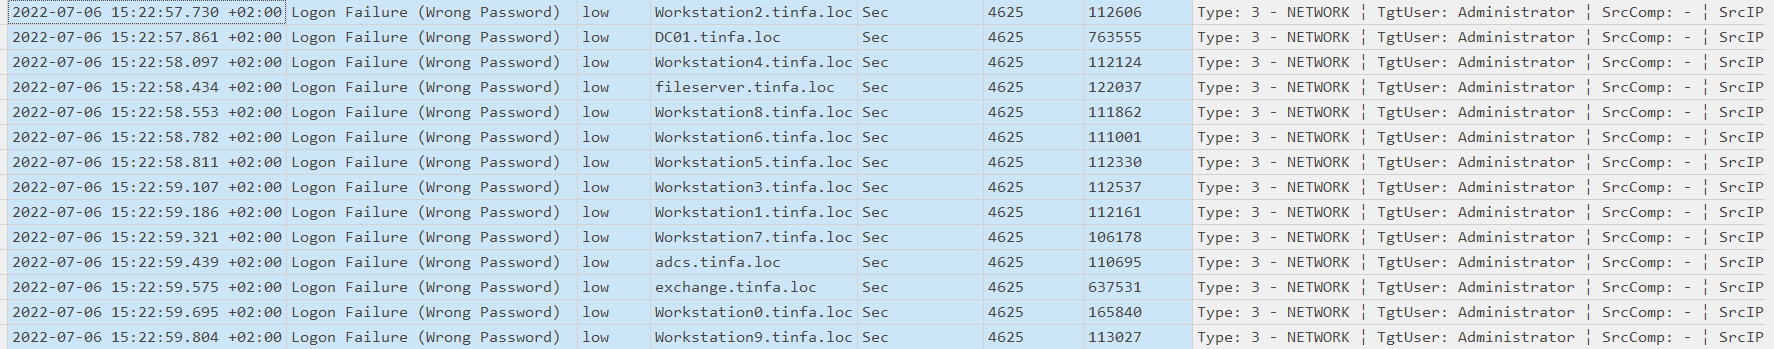 2022-07-06 15:22:57.730 +02:00 Logon Failure (Wrong Password) low Workstation2.tinfa.loc Sec 4625 112606 Type: 3 - NETWORK ¦ TgtUser: Administrator ¦ SrcComp: - ¦ SrcIP
2022-07-06 15:22:57.861 +02:00 Logon Failure (Wrong Password) low DC01.tinfa.loc Sec 4625 763555 Type: 3 - NETWORK ¦ TgtUser: Administrator ¦ SrcComp: - ¦ SrcIP
2022-07-06 15:22:58.097 +02:00 Logon Failure (Wrong Password) low Workstation4.tinfa.loc Sec 4625 112124 Type: 3 - NETWORK ¦ TgtUser: Administrator ¦ SrcComp: - ¦ SrcIP
2022-07-06 15:22:58.434 +02:00 Logon Failure (Wrong Password) low fileserver.tinfa.loc Sec 4625 122037 Type: 3 - NETWORK ¦ TgtUser: Administrator ¦ SrcComp: - ¦ SrcIP
2022-07-06 15:22:58.553 +02:00 Logon Failure (Wrong Password) low Workstation8.tinfa.loc Sec 4625 111862 Type: 3 - NETWORK ¦ TgtUser: Administrator ¦ SrcComp: - ¦ SrcIP
2022-07-06 15:22:58.782 +02:00 Logon Failure (Wrong Password) low Workstation6.tinfa.loc Sec 4625 111001 Type: 3 - NETWORK ¦ TgtUser: Administrator ¦ SrcComp: - ¦ SrcIP
2022-07-06 15:22:58.811 +02:00 Logon Failure (Wrong Password) low Workstation5.tinfa.loc Sec 4625 112330 Type: 3 - NETWORK ¦ TgtUser: Administrator ¦ SrcComp: - ¦ SrcIP
2022-07-06 15:22:59.107 +02:00 Logon Failure (Wrong Password) low Workstation3.tinfa.loc Sec 4625 112537 Type: 3 - NETWORK ¦ TgtUser: Administrator ¦ SrcComp: - ¦ SrcIP
2022-07-06 15:22:59.186 +02:00 Logon Failure (Wrong Password) low Workstation1.tinfa.loc Sec 4625 112161 Type: 3 - NETWORK ¦ TgtUser: Administrator ¦ SrcComp: - ¦ SrcIP
2022-07-06 15:22:59.321 +02:00 Logon Failure (Wrong Password) low Workstation7.tinfa.loc Sec 4625 106178 Type: 3 - NETWORK ¦ TgtUser: Administrator ¦ SrcComp: - ¦ SrcIP
2022-07-06 15:22:59.439 +02:00 Logon Failure (Wrong Password) low adcs.tinfa.loc Sec 4625 110695 Type: 3 - NETWORK ¦ TgtUser: Administrator ¦ SrcComp: - ¦ SrcIP
2022-07-06 15:22:59.575 +02:00 Logon Failure (Wrong Password) low exchange.tinfa.loc Sec 4625 637531 Type: 3 - NETWORK ¦ TgtUser: Administrator ¦ SrcComp: - ¦ SrcIP
2022-07-06 15:22:59.695 +02:00 Logon Failure (Wrong Password) low Workstation0.tinfa.loc Sec 4625 165840 Type: 3 - NETWORK ¦ TgtUser: Administrator ¦ SrcComp: - ¦ SrcIP
2022-07-06 15:22:59.804 +02:00 Logon Failure (Wrong Password) low Workstation9.tinfa.loc Sec 4625 113027 Type: 3 - NETWORK ¦ TgtUser: Administrator ¦ SrcComp: - ¦ SrcIP